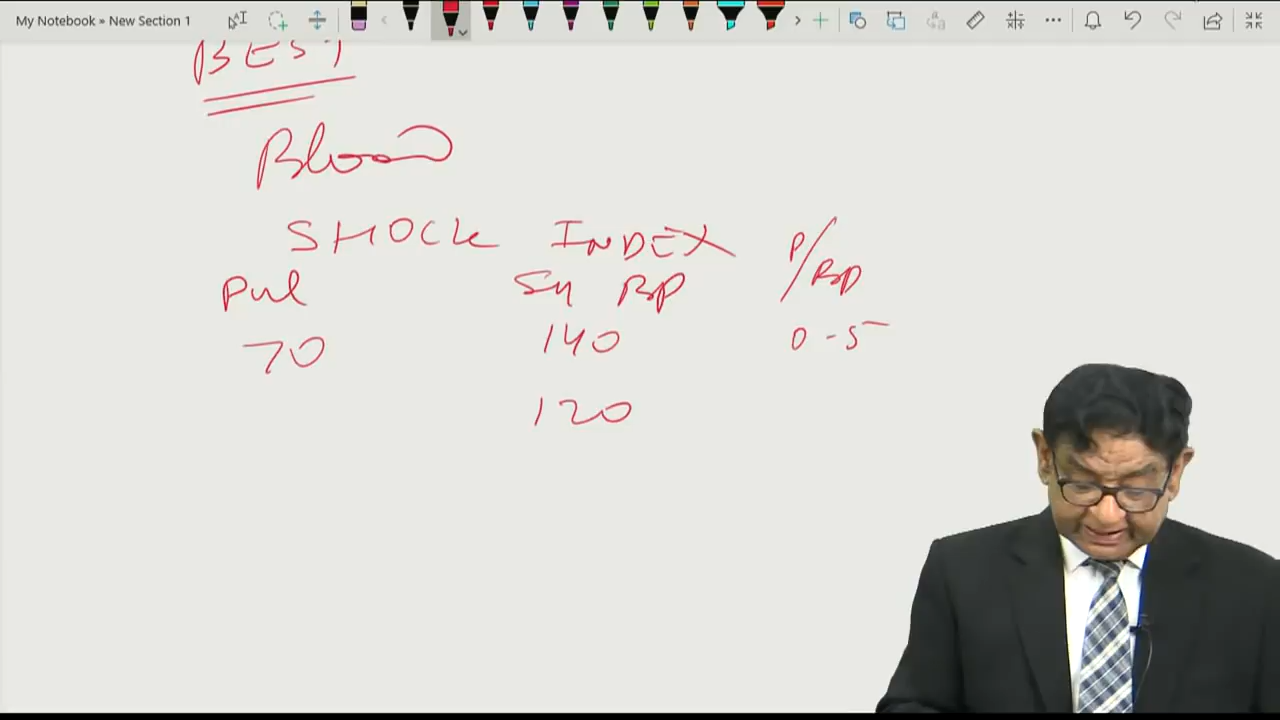 My Notebook » New Section 1
BEST
Blood
SHOCK INDEX P/BP
Pul Sy BP
70 140 0-5
120